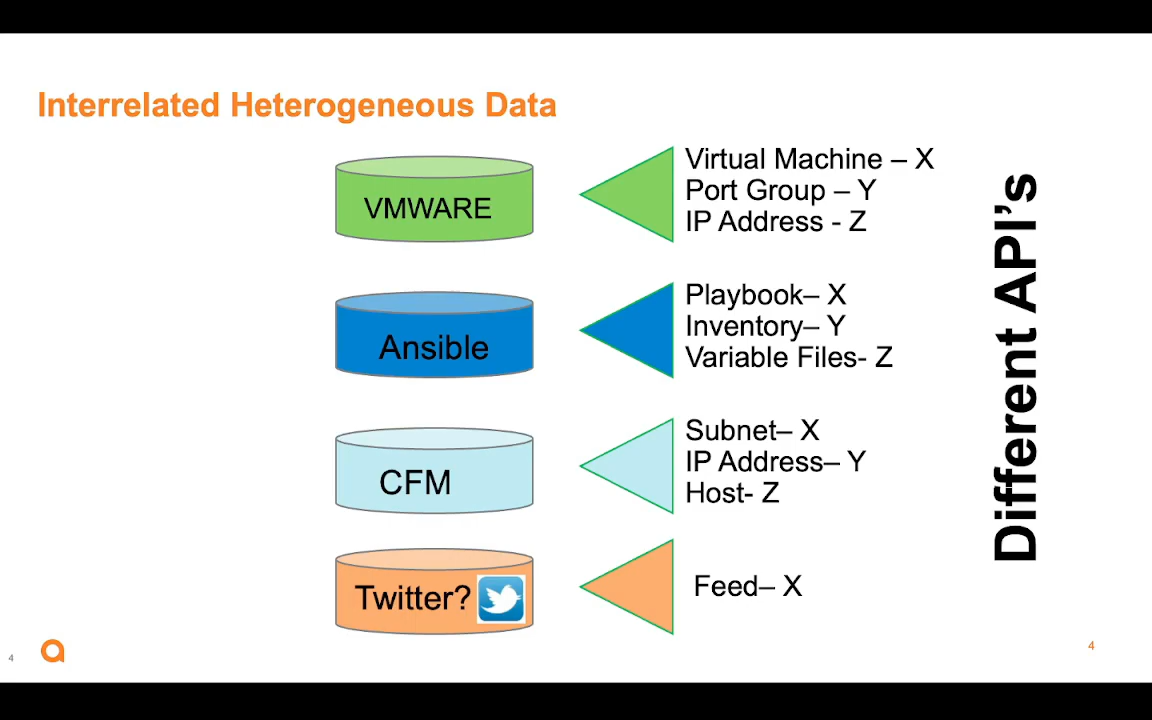 Interrelated Heterogeneous Data
VMWARE
Virtual Machine – X
Port Group – Y
IP Address - Z
Ansible
Playbook– X
Inventory– Y
Variable Files- Z
CFM
Subnet– X
IP Address– Y
Host- Z
Twitter?
Feed– X
Different API's
4
4